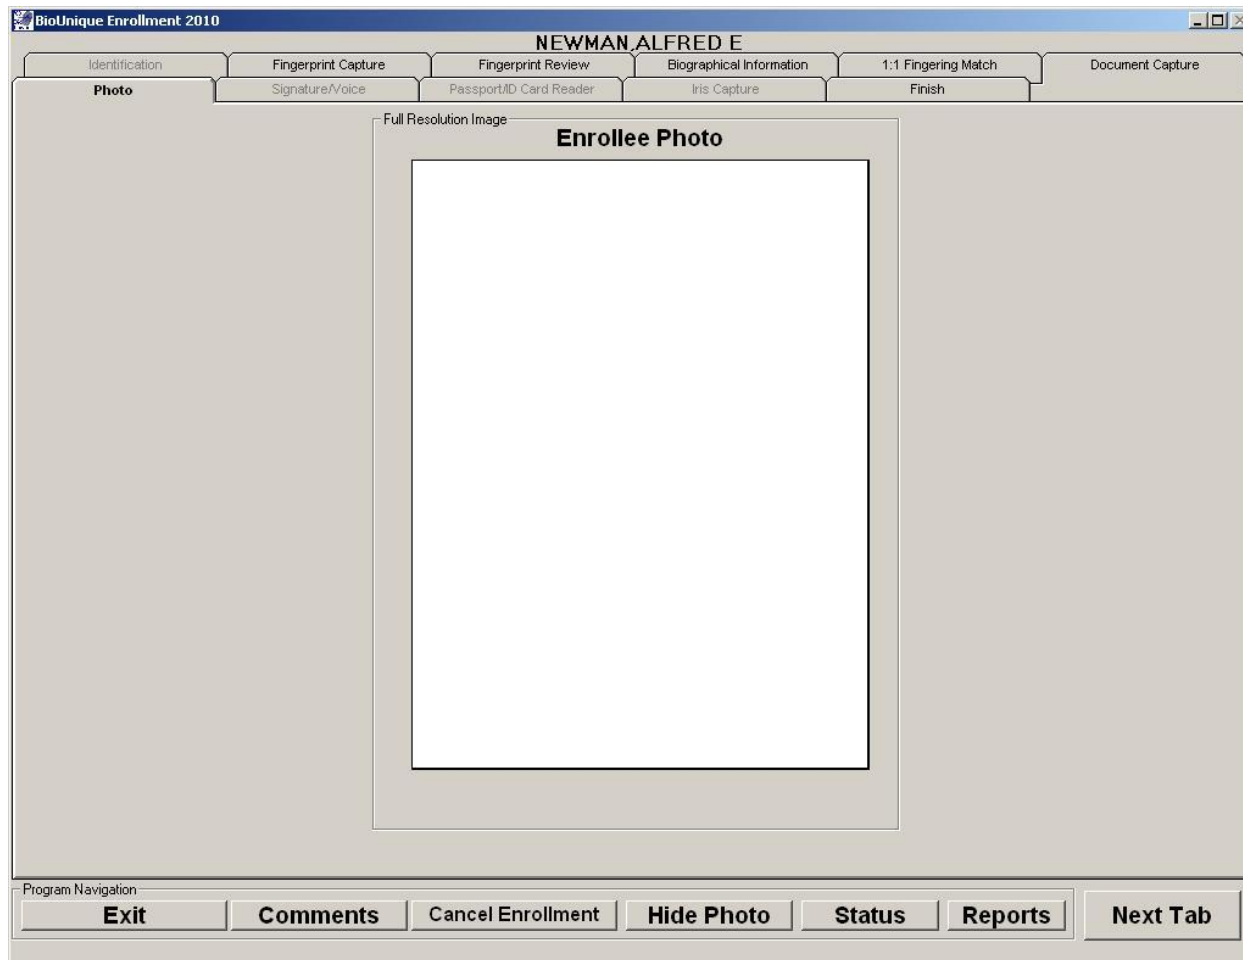 BioUnique Enrollment 2010
NEWMAN,ALFRED E
Identification Fingerprint Capture Fingerprint Review Biographical Information 1:1 Fingering Match Document Capture
Photo Signature/Voice Passport/ID Card Reader Iris Capture Finish
Full Resolution Image
Enrollee Photo
Program Navigation
Exit Comments Cancel Enrollment Hide Photo Status Reports Next Tab